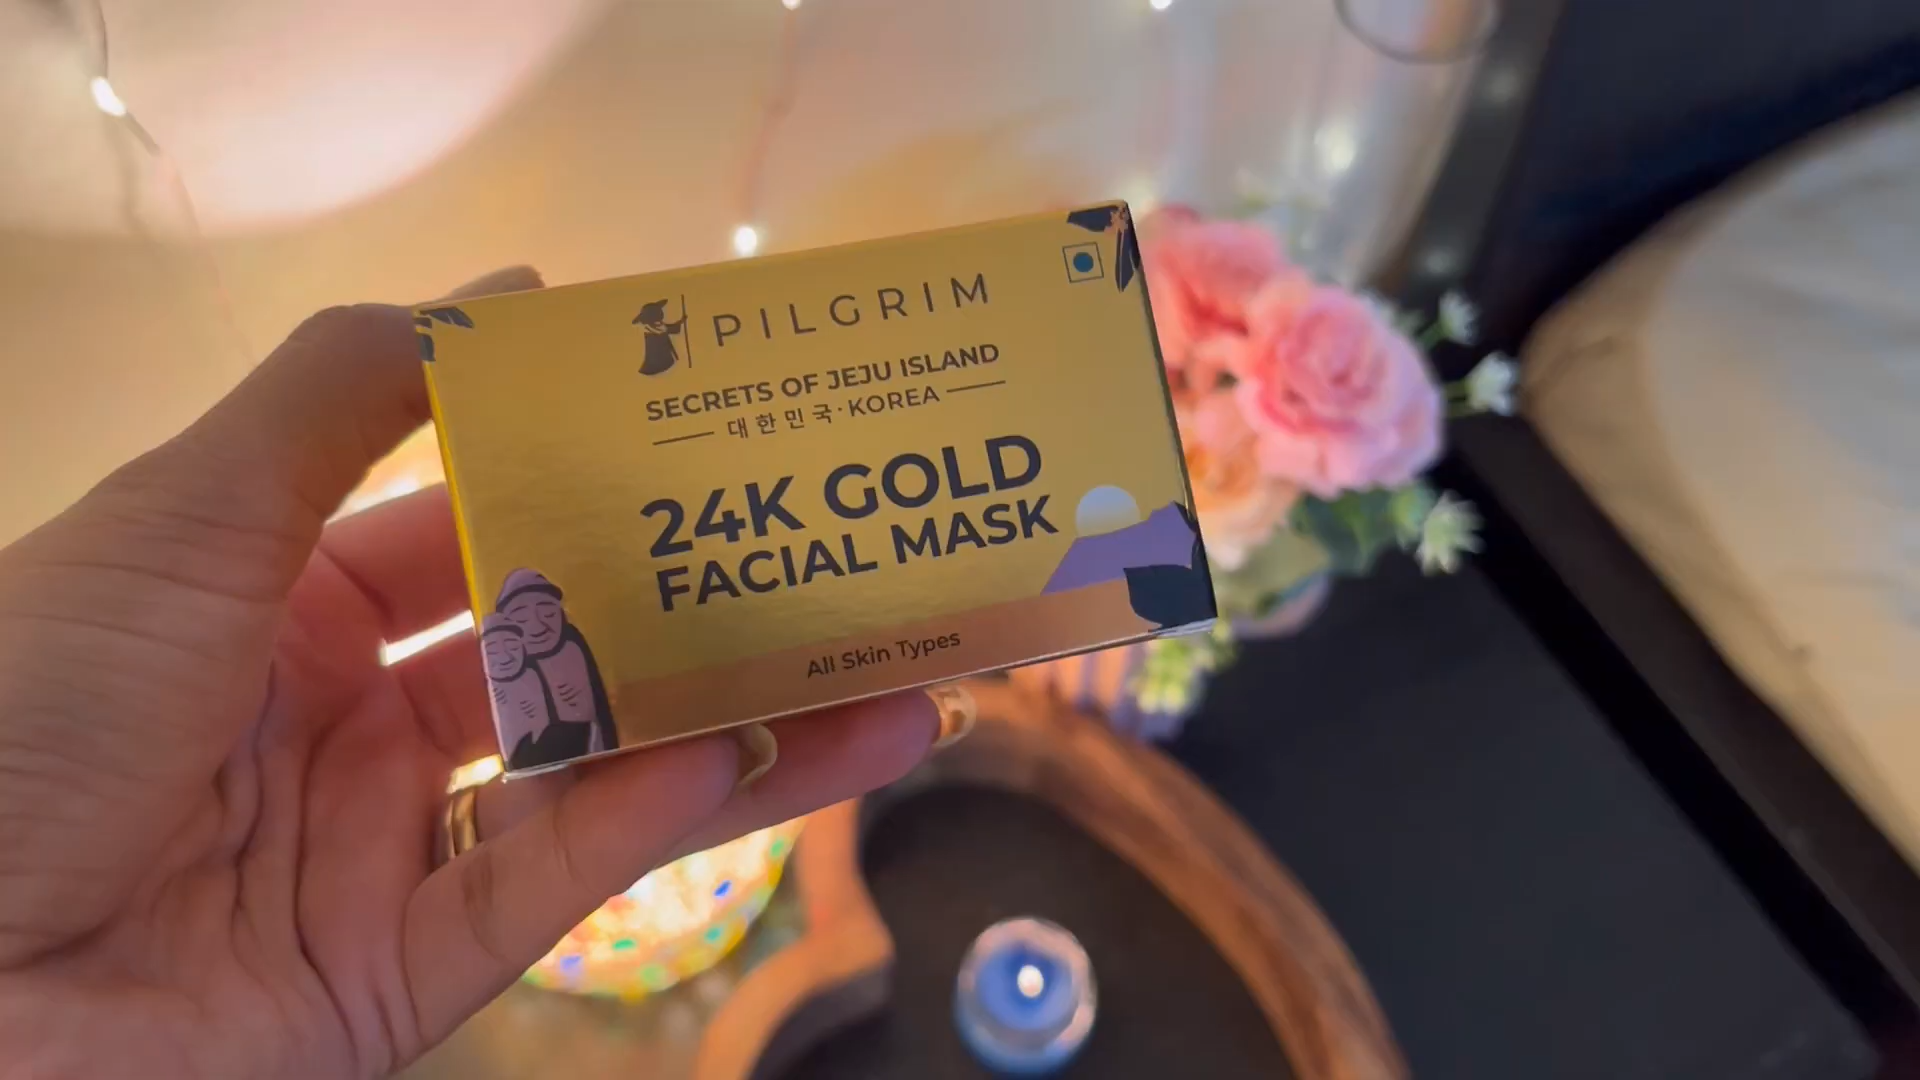 PILGRIM
SECRETS OF JEJU ISLAND
대한민국·KOREA
24K GOLD
FACIAL MASK
All Skin Types